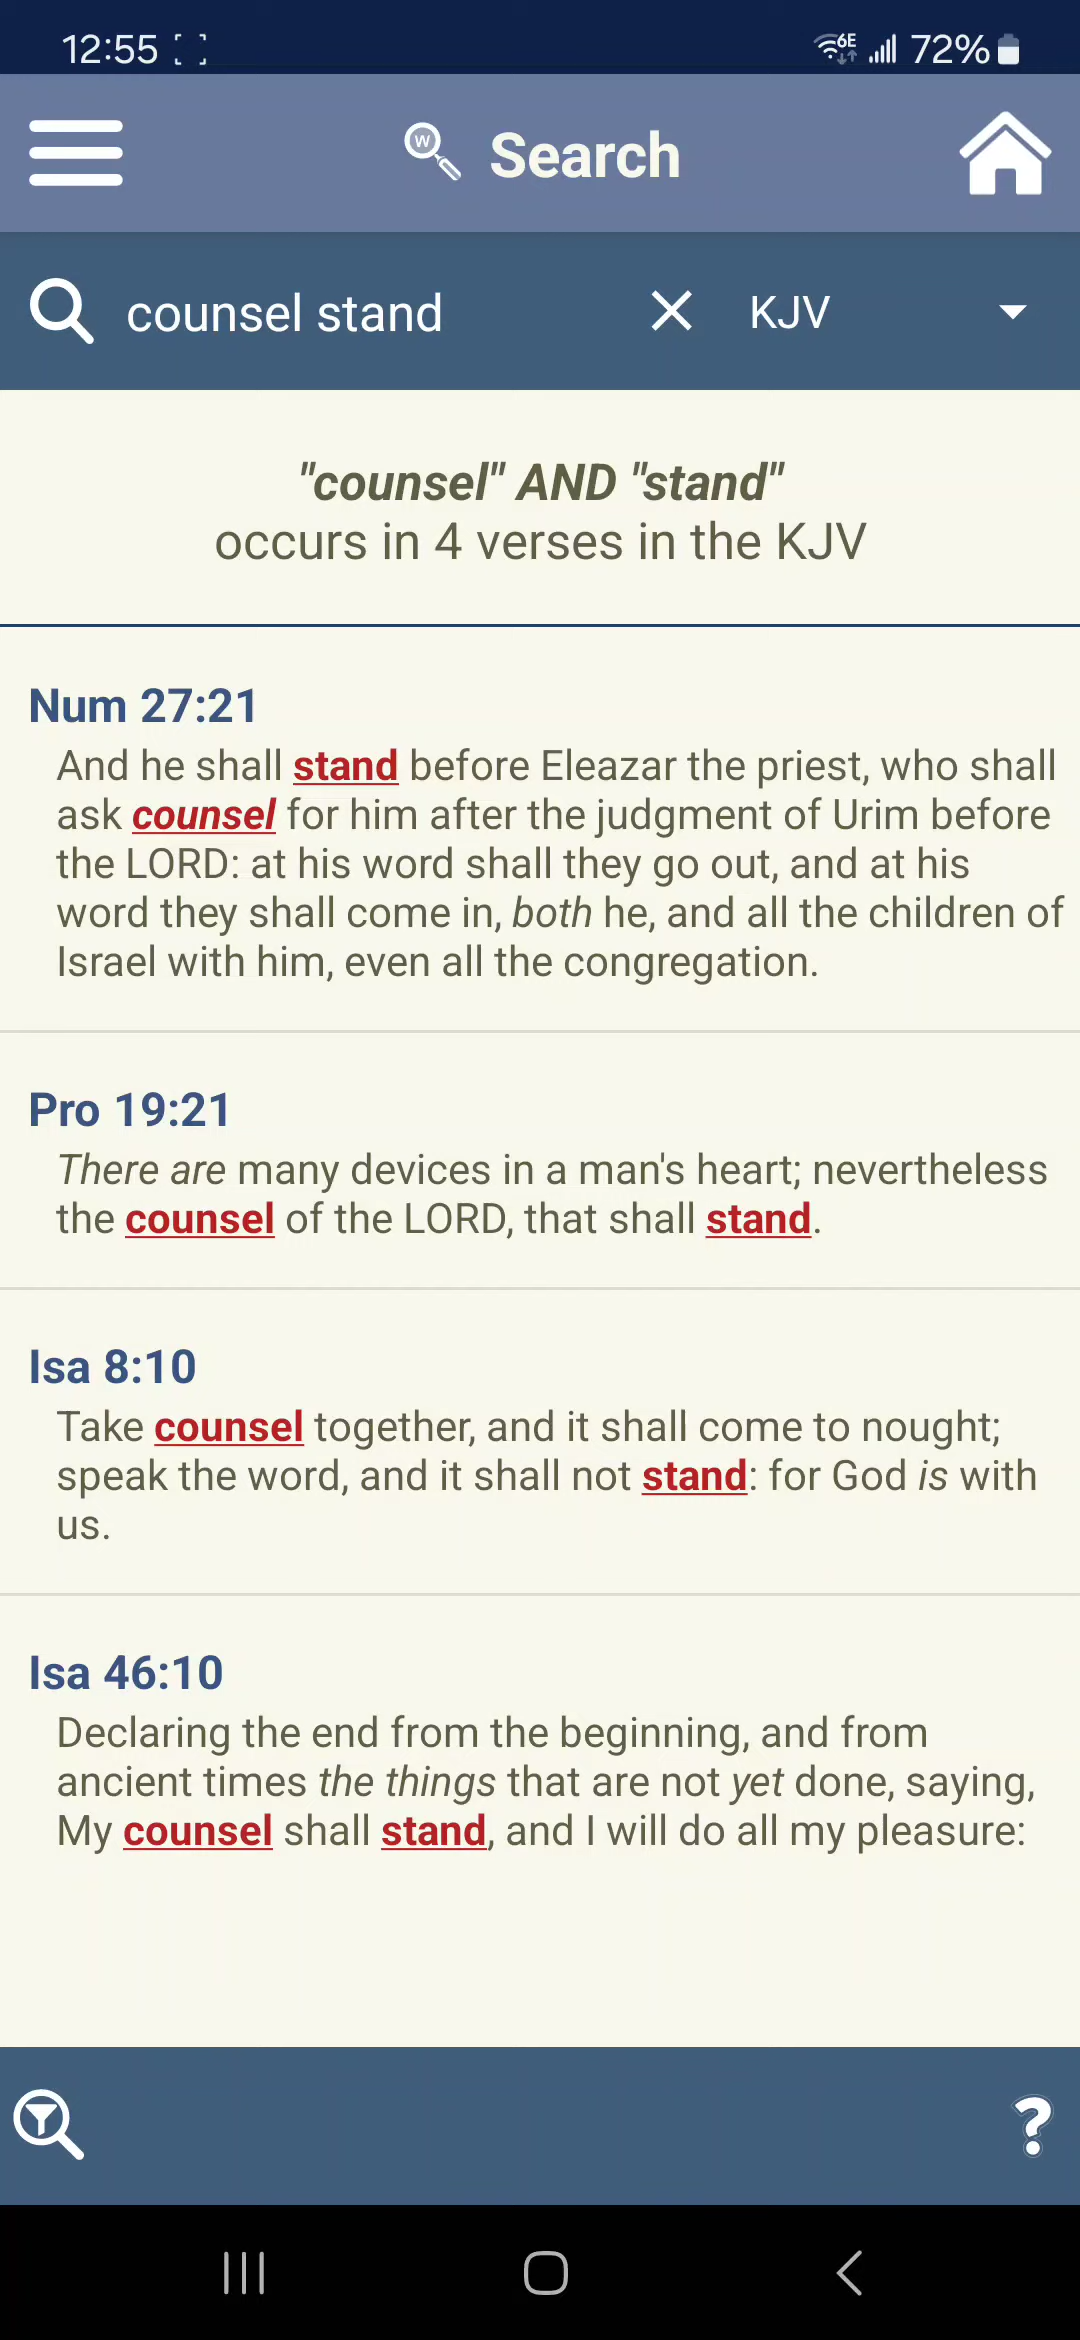 12:55
6E 72%
W Search
counsel stand KJV
"counsel" AND "stand"
occurs in 4 verses in the KJV
Num 27:21
And he shall stand before Eleazar the priest, who shall
ask counsel for him after the judgment of Urim before
the LORD: at his word shall they go out, and at his
word they shall come in, both he, and all the children of
Israel with him, even all the congregation.
Pro 19:21
There are many devices in a man's heart; nevertheless
the counsel of the LORD, that shall stand.
Isa 8:10
Take counsel together, and it shall come to nought;
speak the word, and it shall not stand: for God is with
us.
Isa 46:10
Declaring the end from the beginning, and from
ancient times the things that are not yet done, saying,
My counsel shall stand, and I will do all my pleasure:
?